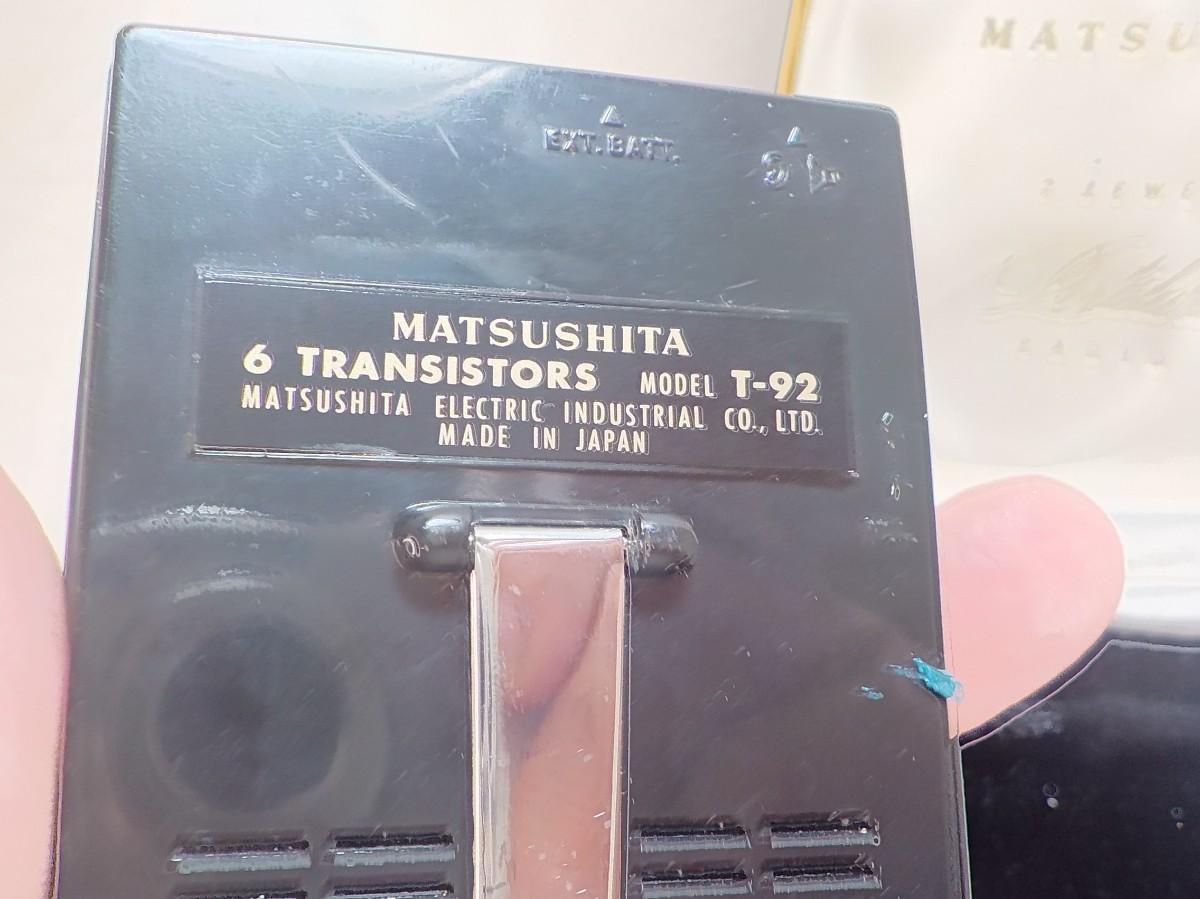 MATSU
EXT. BATT.
MATSUSHITA
6 TRANSISTORS MODEL T-92
MATSUSHITA ELECTRIC INDUSTRIAL CO., LTD.
MADE IN JAPAN